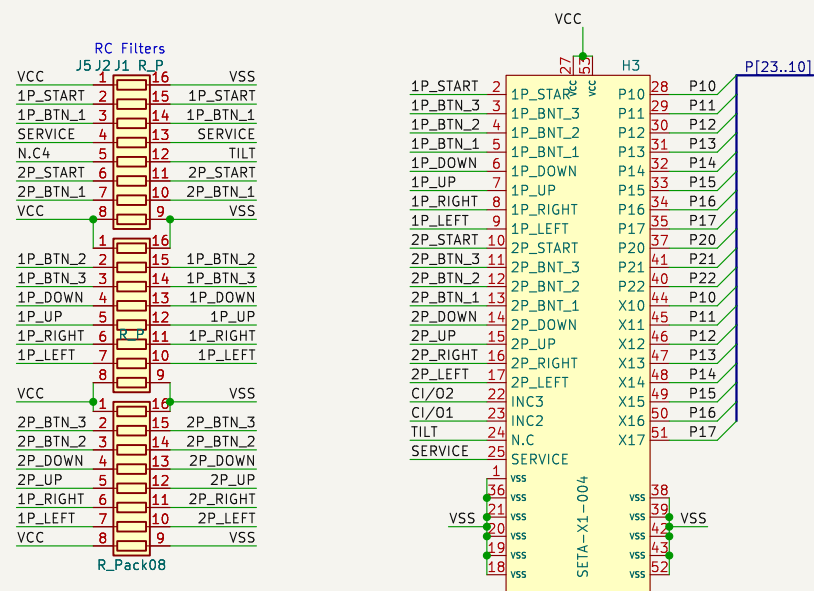 RC Filters
J5 J2 J1 R_P
VCC 1 16 VSS
1P_START 2 15 1P_START
1P_BTN_1 3 14 1P_BTN_1
SERVICE 4 13 SERVICE
N.C4 5 12 TILT
2P_START 6 11 2P_START
2P_BTN_1 7 10 2P_BTN_1
VCC 8 9 VSS
1 16
1P_BTN_2 2 15 1P_BTN_2
1P_BTN_3 3 14 1P_BTN_3
1P_DOWN 4 13 1P_DOWN
1P_UP 5 12 1P_UP
R_P
1P_RIGHT 6 11 1P_RIGHT
1P_LEFT 7 10 1P_LEFT
8 9
VCC VSS
1 16
2P_BTN_3 2 15 2P_BTN_3
2P_BTN_2 3 14 2P_BTN_2
2P_DOWN 4 13 2P_DOWN
2P_UP 5 12 2P_UP
1P_RIGHT 6 11 2P_RIGHT
1P_LEFT 7 10 2P_LEFT
VCC 8 9 VSS
R_Pack08
VCC
27 53 H3
VCC VCC
P[23..10]
1P_START 2 1P_STAR P10 28 P10
1P_BTN_3 3 1P_BNT_3 P11 29 P11
1P_BTN_2 4 1P_BNT_2 P12 30 P12
1P_BTN_1 5 1P_BNT_1 P13 31 P13
1P_DOWN 6 1P_DOWN P14 32 P14
1P_UP 7 1P_UP P15 33 P15
1P_RIGHT 8 1P_RIGHT P16 34 P16
1P_LEFT 9 1P_LEFT P17 35 P17
2P_START 10 2P_START P20 37 P20
2P_BTN_3 11 2P_BNT_3 P21 41 P21
2P_BTN_2 12 2P_BNT_2 P22 40 P22
2P_BTN_1 13 2P_BNT_1 X10 44 P10
2P_DOWN 14 2P_DOWN X11 45 P11
2P_UP 15 2P_UP X12 46 P12
2P_RIGHT 16 2P_RIGHT X13 47 P13
2P_LEFT 17 2P_LEFT X14 48 P14
CI/O2 22 INC3 X15 49 P15
CI/O1 23 INC2 X16 50 P16
TILT 24 N.C X17 51 P17
SERVICE 25 SERVICE
1 VSS
36 VSS VSS 38
21 VSS VSS 39
VSS VSS
20 VSS VSS 42
19 VSS VSS 43
18 VSS VSS 52
SETA-X1-004